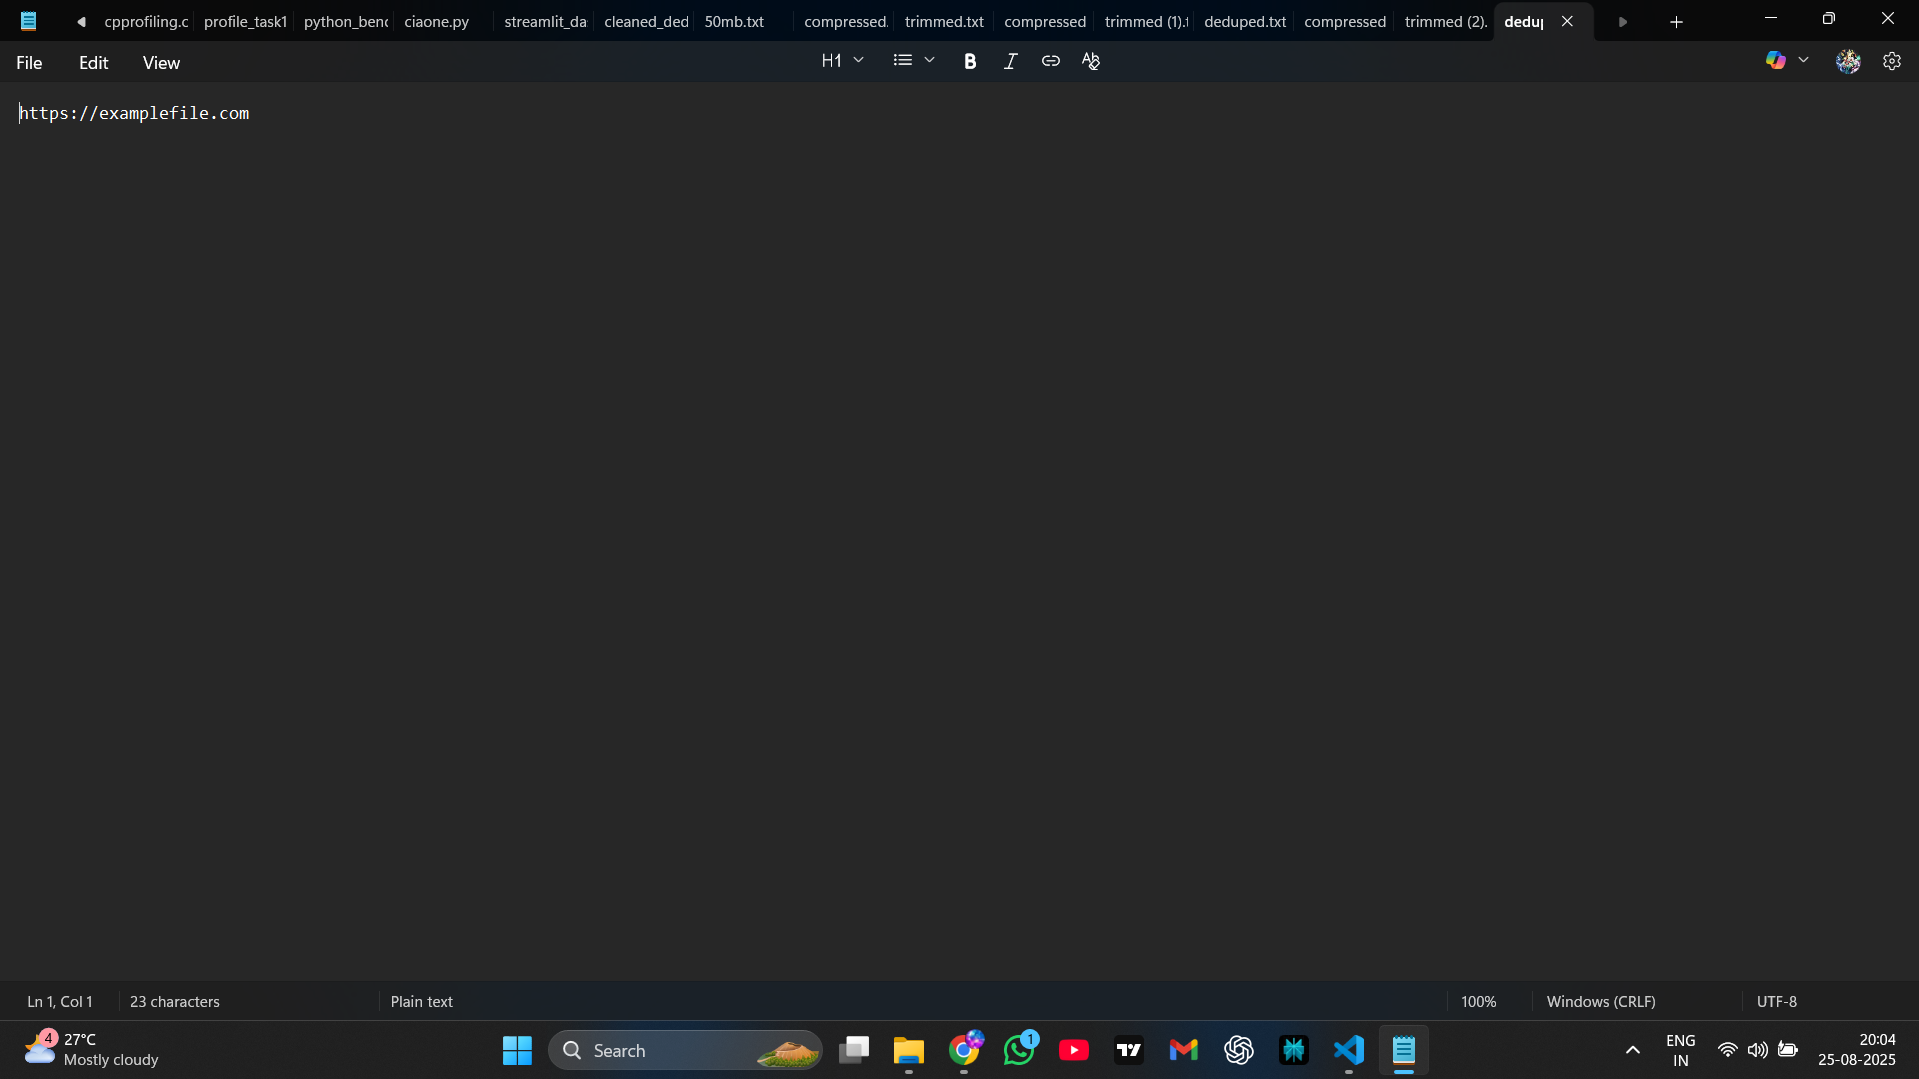 cpprofiling.c profile_task1 python_benc ciaone.py streamlit_da cleaned_ded 50mb.txt compressed. trimmed.txt compressed trimmed (1).t deduped.txt compressed trimmed (2). dedup
File Edit View H1 B I
https://examplefile.com
Ln 1, Col 1 23 characters Plain text 100% Windows (CRLF) UTF-8
4 27°C Mostly cloudy Search 1 ENG IN 20:04 25-08-2025